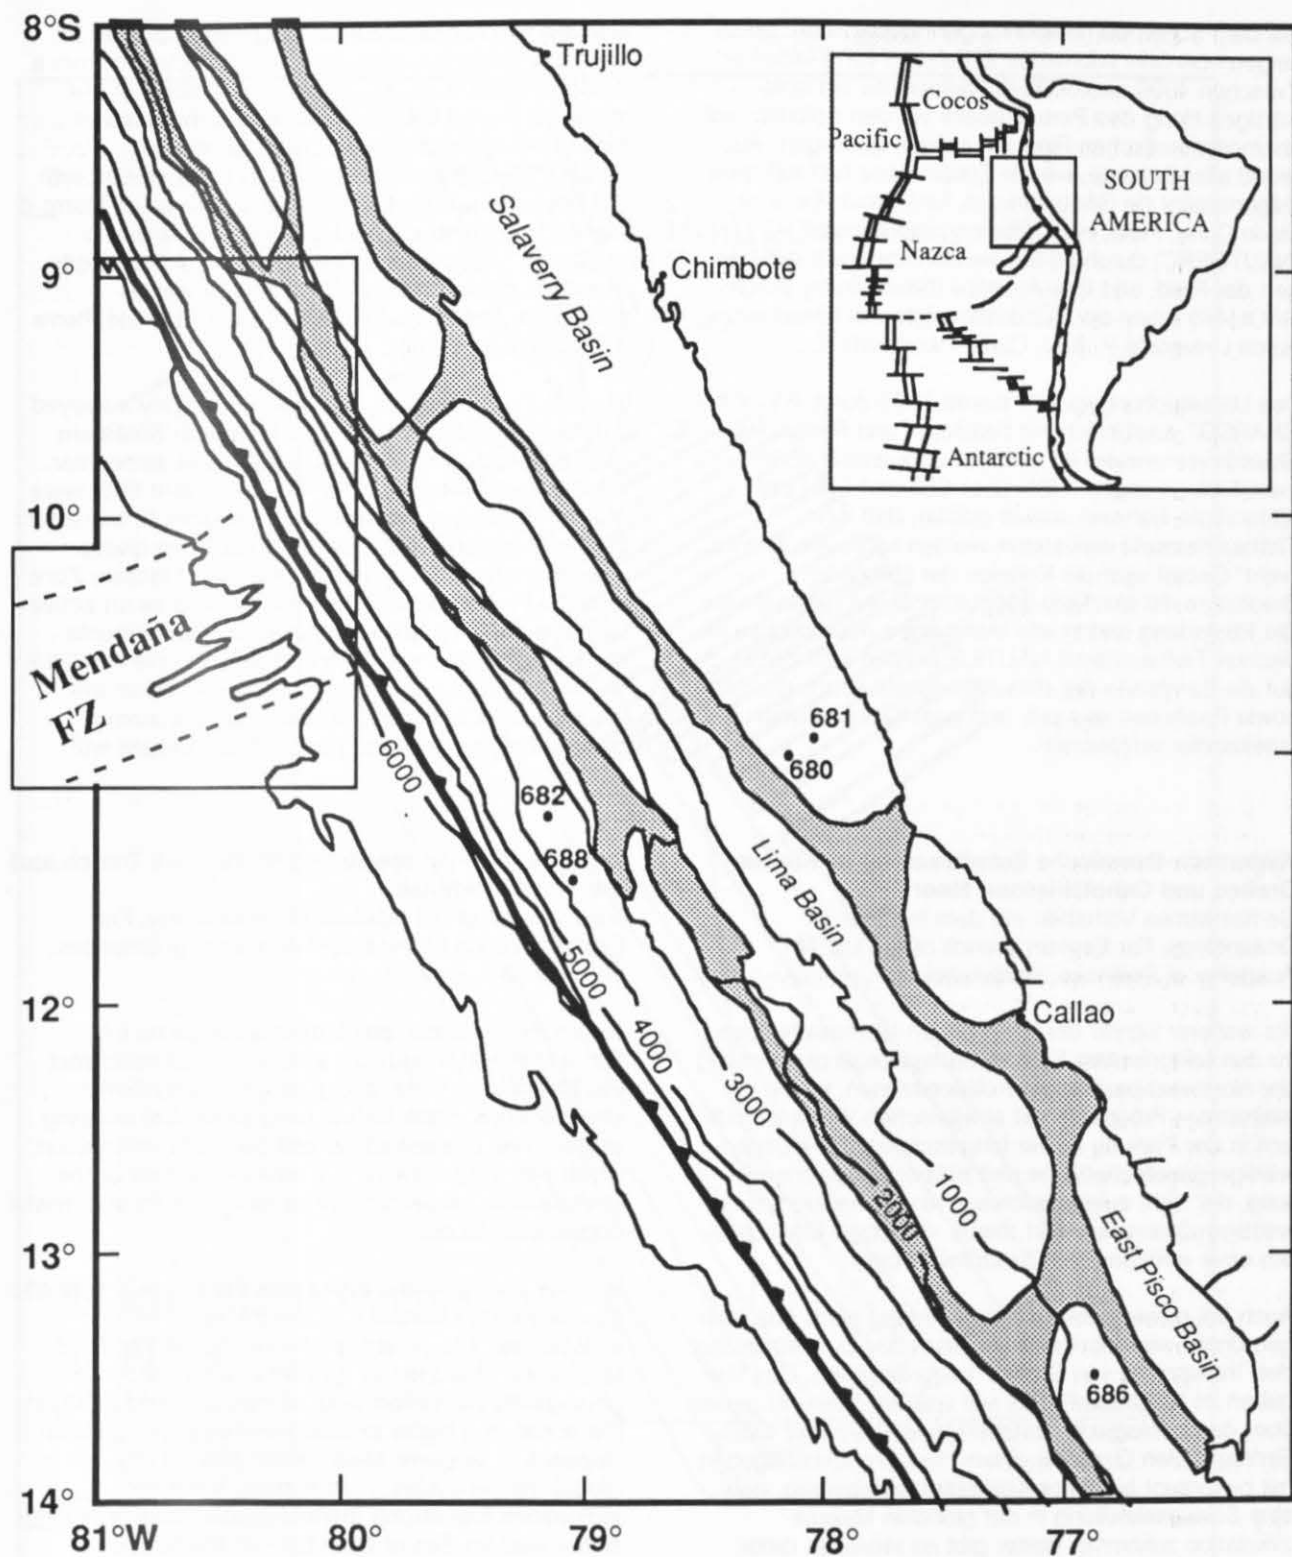 8°S
Trujillo
Cocos
Pacific
SOUTH
AMERICA
Nazca
Antarctic
Salaverry Basin
9°
Chimbote
10°
Mendaña
FZ
681
680
6000
682
688
Lima Basin
5000
12°
Callao
4000
3000
2000
1000
13°
East Pisco Basin
686
14°
81°W
80°
79°
78°
77°